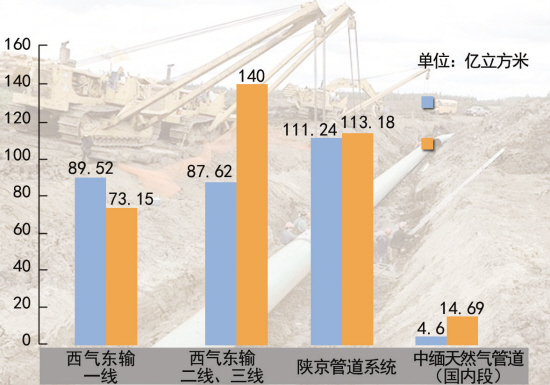 160
单位：亿立方米
140
140
120
111.24
113.18
100
89.52
87.62
80
73.15
60
40
20
14.69
4.6
0
西气东输
一线
西气东输
二线、三线
陕京管道系统
中缅天然气管道
（国内段）